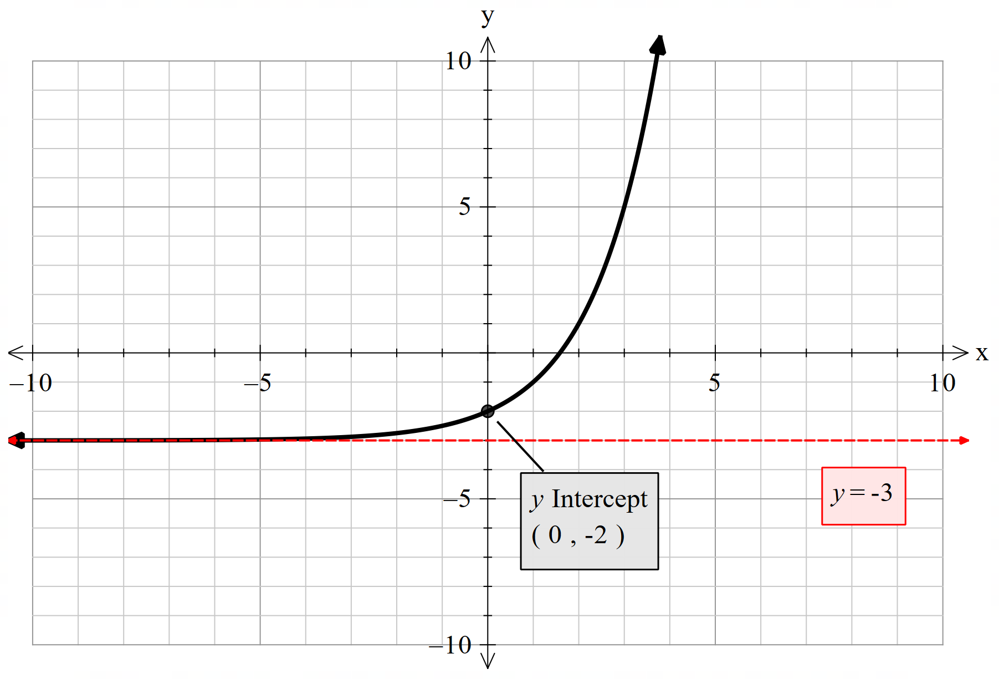 y
10
5
x
–10
–5
5
10
–5
y Intercept
( 0 , -2 )
y = -3
–10